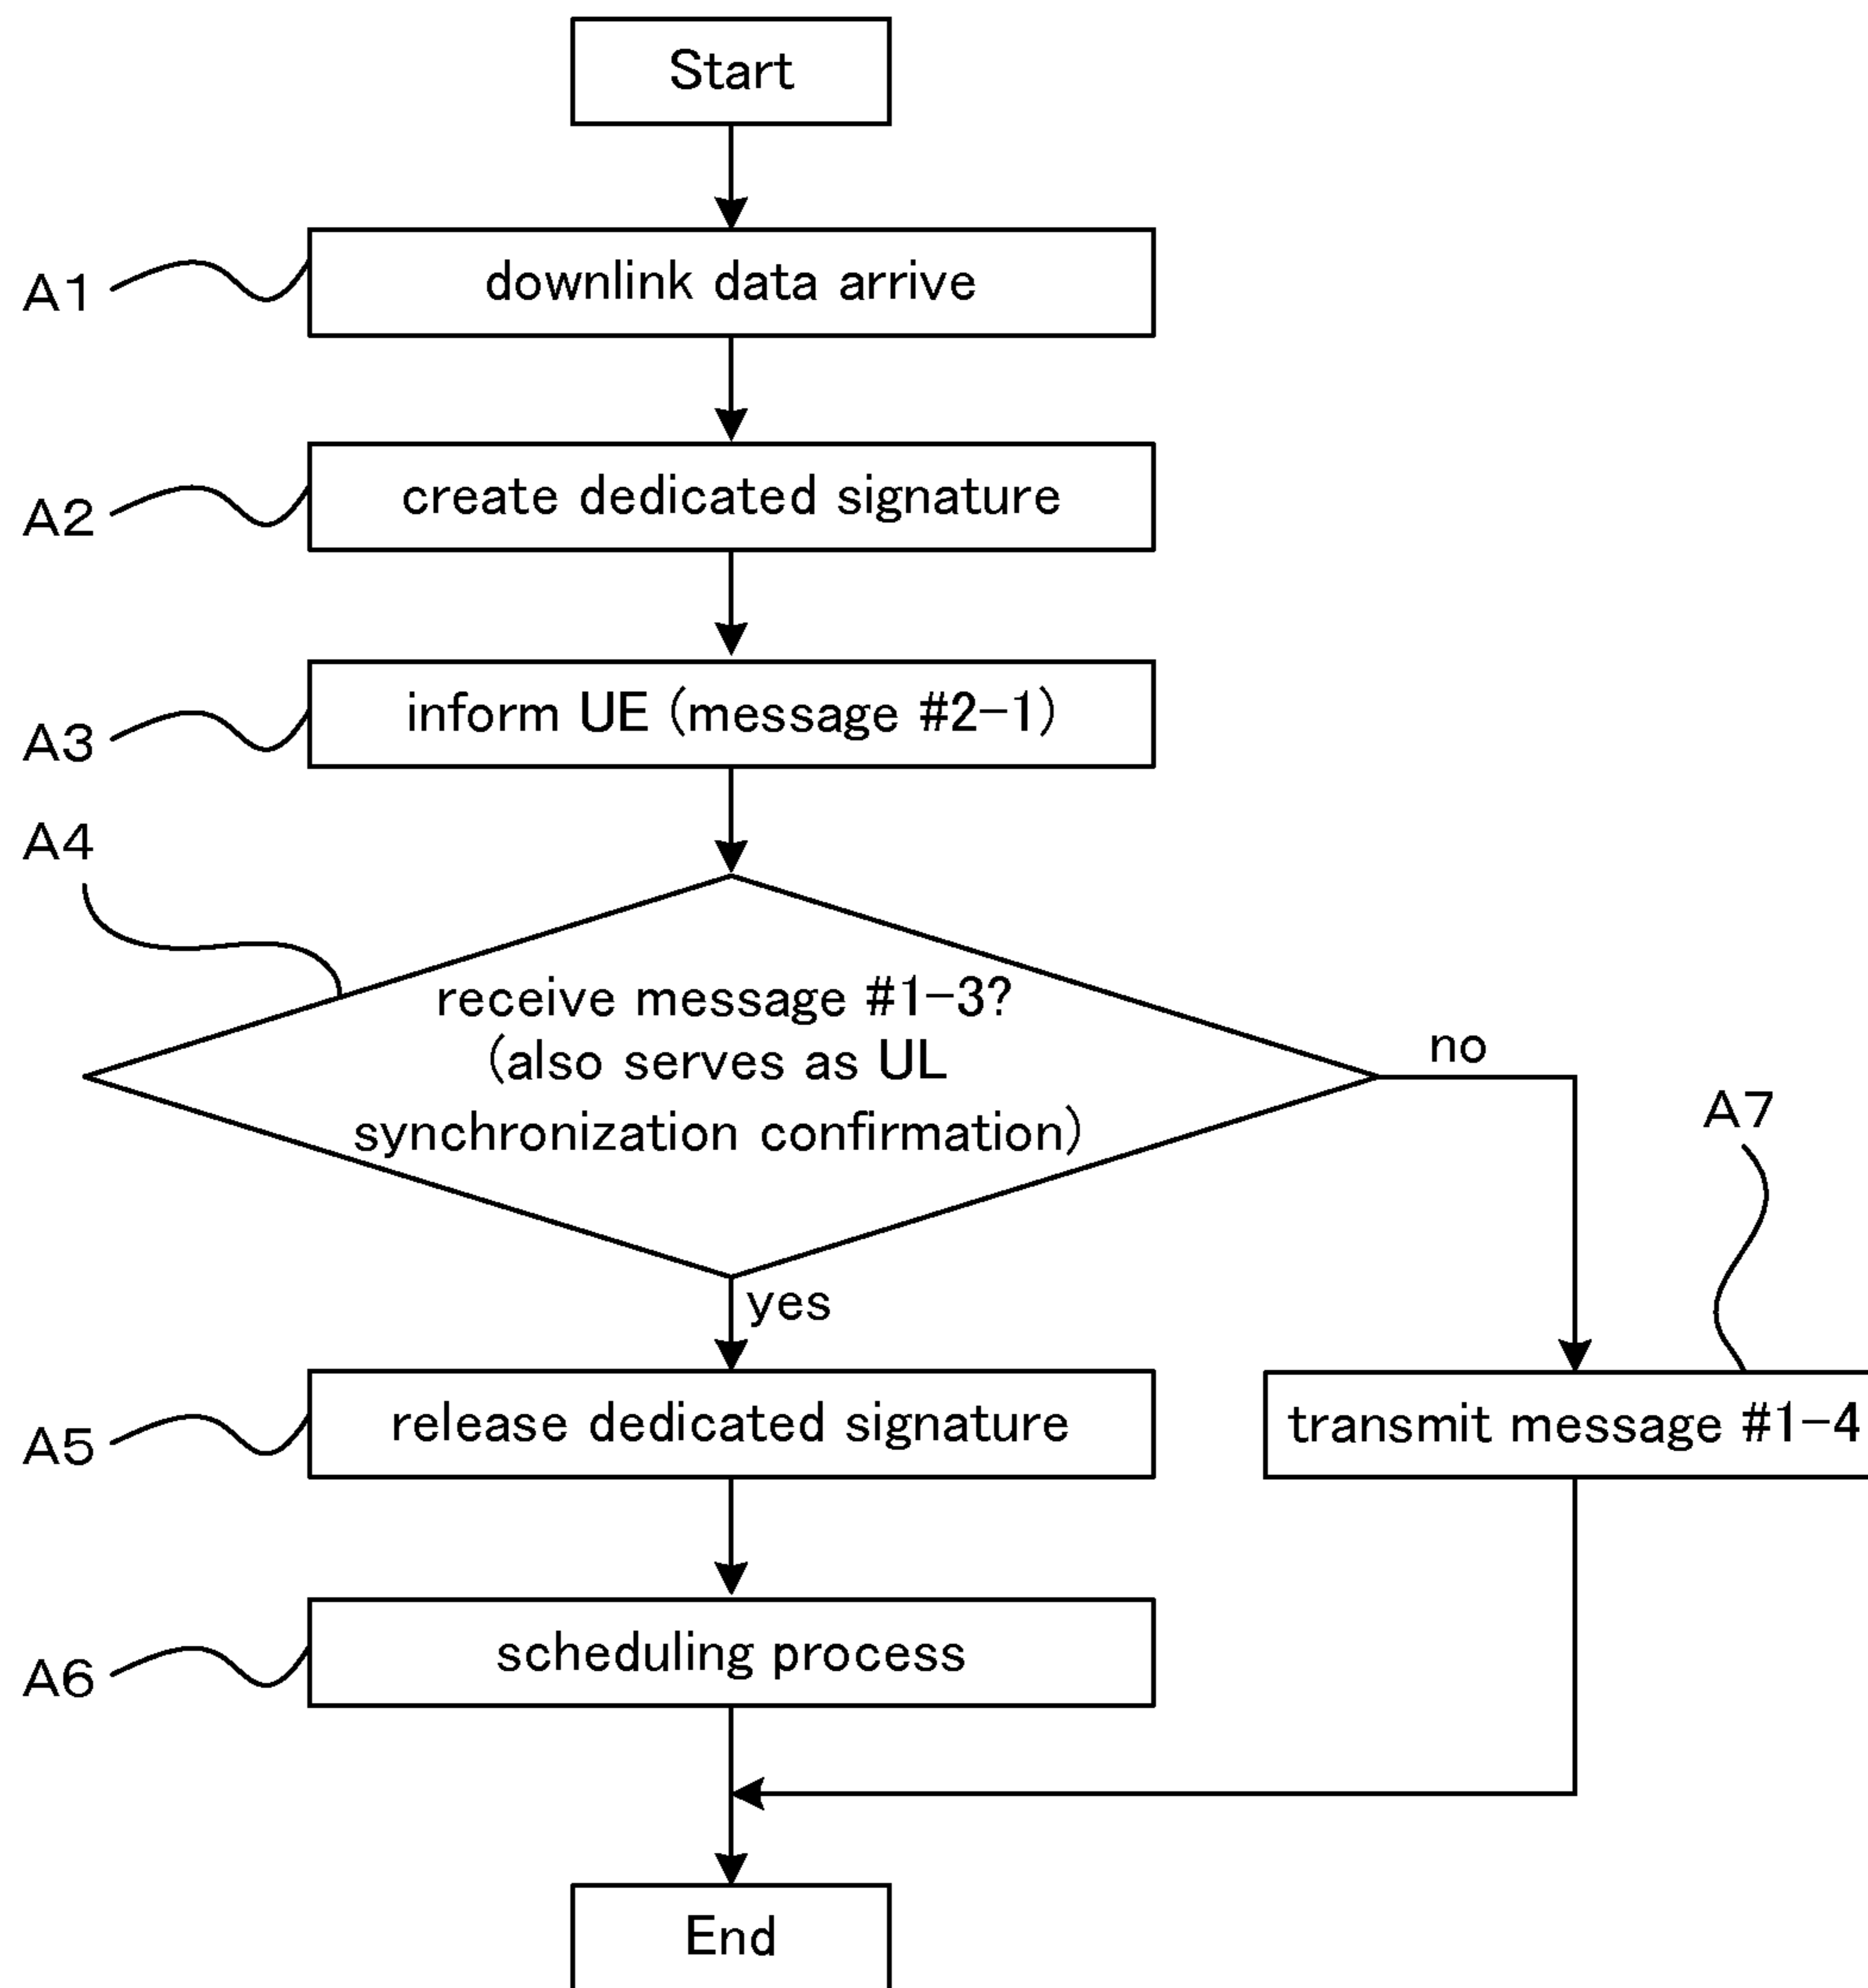 Start
A1
downlink data arrive
A2
create dedicated signature
A3
inform UE (message #2-1)
A4
receive message #1-3?
(also serves as UL
synchronization confirmation)
no
A7
yes
A5
release dedicated signature
transmit message #1-4
A6
scheduling process
End